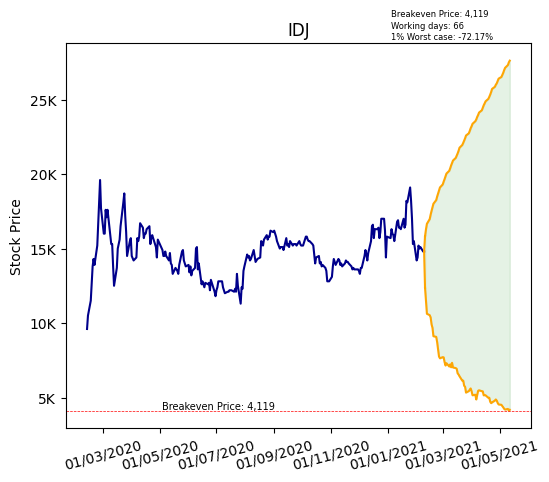 Breakeven Price: 4,119
Working days: 66
1% Worst case: -72.17%
IDJ
Stock Price
25K
20K
15K
10K
5K
Breakeven Price: 4,119
01/03/2020 01/05/2020 01/07/2020 01/09/2020 01/11/2020 01/01/2021 01/03/2021 01/05/2021